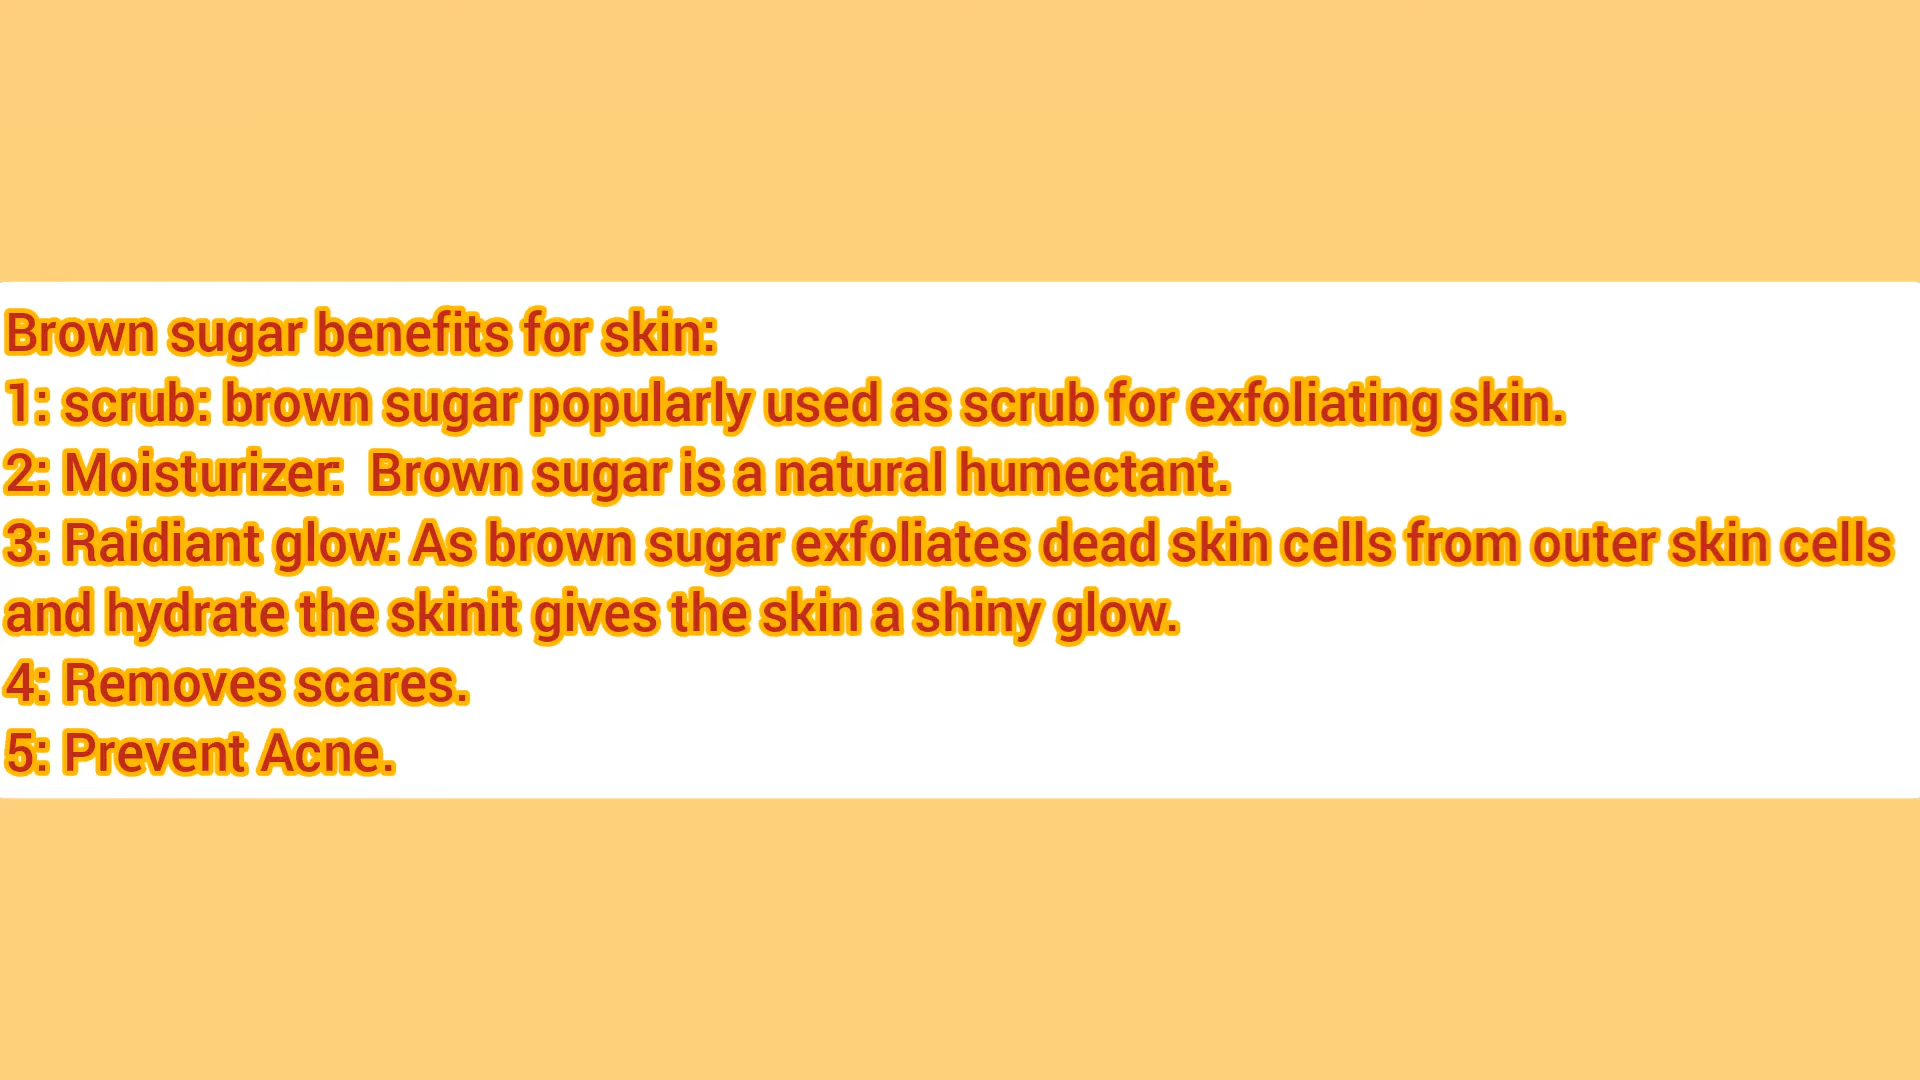 Brown sugar benefits for skin:
1: scrub: brown sugar popularly used as scrub for exfoliating skin.
2: Moisturizer:  Brown sugar is a natural humectant.
3: Raidiant glow: As brown sugar exfoliates dead skin cells from outer skin cells
and hydrate the skinit gives the skin a shiny glow.
4: Removes scares.
5: Prevent Acne.